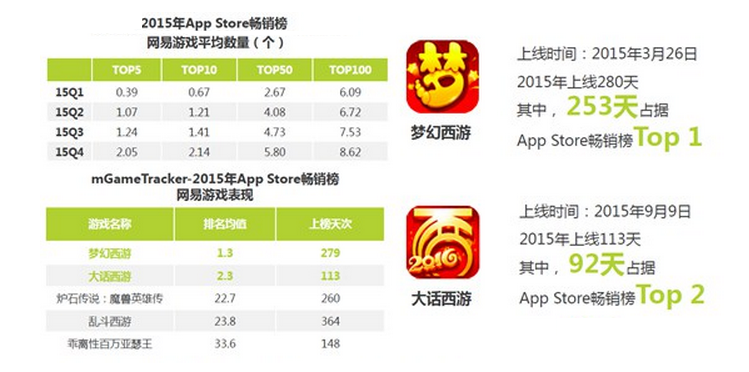 2015年App Store畅销榜
网易游戏平均数量（个）
TOP5 TOP10 TOP50 TOP100
15Q1 0.39 0.67 2.67 6.09
15Q2 1.07 1.21 4.08 6.72
15Q3 1.24 1.41 4.73 7.53
15Q4 2.05 2.14 5.80 8.62
mGameTracker-2015年App Store畅销榜
网易游戏表现
游戏名称 排名均值 上榜天次
梦幻西游 1.3 279
大话西游 2.3 113
炉石传说：魔兽英雄传 22.7 260
乱斗西游 23.8 364
乖离性百万亚瑟王 33.6 148
梦
梦幻西游
上线时间：2015年3月26日
2015年上线280天
其中，253天占据
App Store畅销榜Top 1
西
2016
大话西游
上线时间：2015年9月9日
2015年上线113天
其中，92天占据
App Store畅销榜Top 2